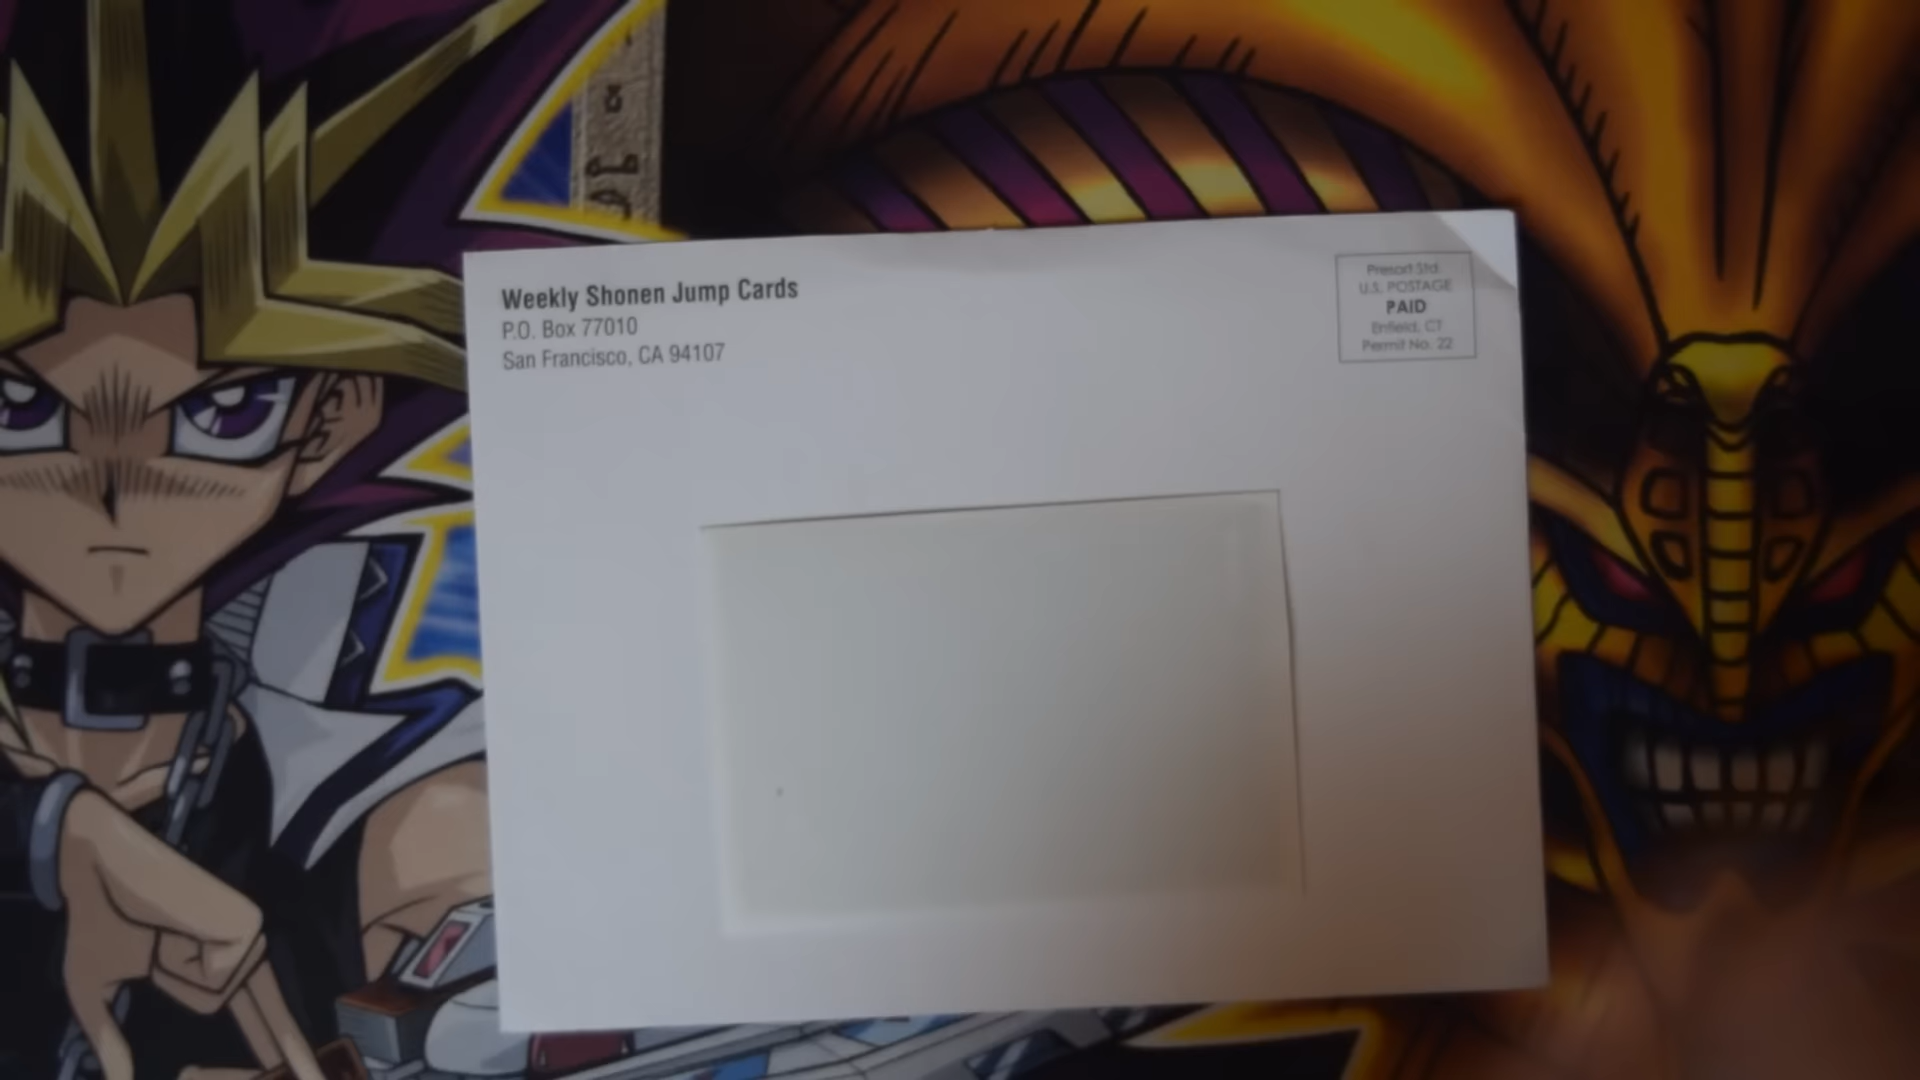 Weekly Shonen Jump Cards
P.O. Box 77010
San Francisco, CA 94107
Presort Std.
U.S. POSTAGE
PAID
Enfield, CT
Permit No. 22